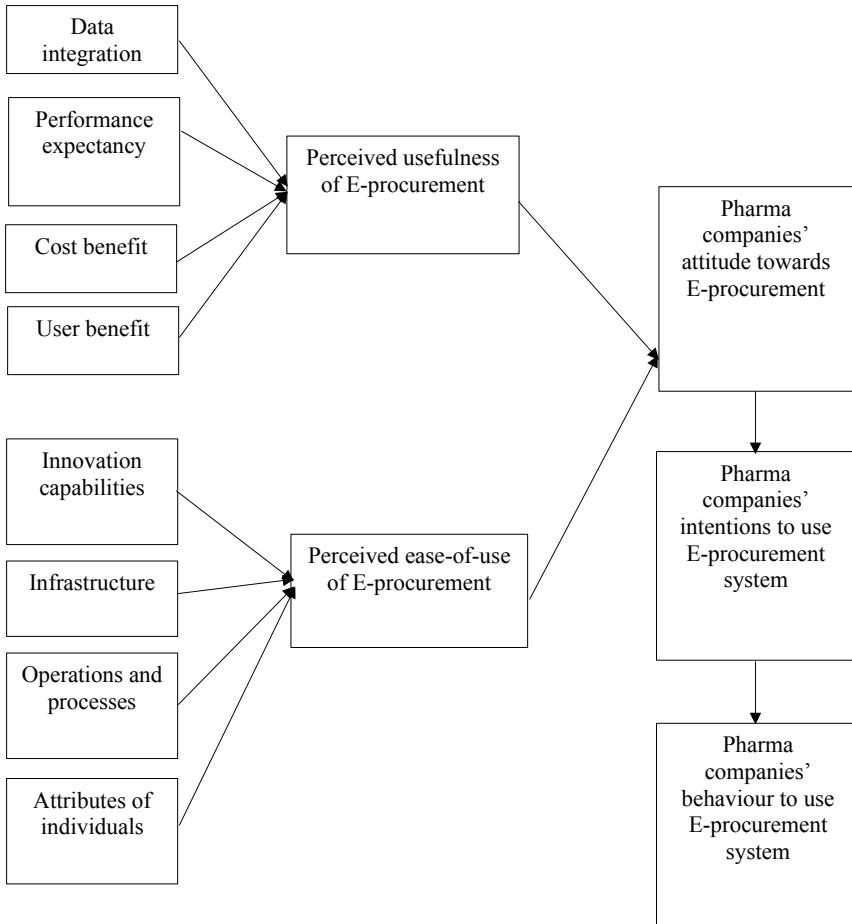 Data
integration
Performance
expectancy
Cost benefit
User benefit
Perceived usefulness
of E-procurement
Innovation
capabilities
Infrastructure
Operations and
processes
Attributes of
individuals
Perceived ease-of-use
of E-procurement
Pharma
companies’
attitude towards
E-procurement
Pharma
companies’
intentions to use
E-procurement
system
Pharma
companies’
behaviour to use
E-procurement
system